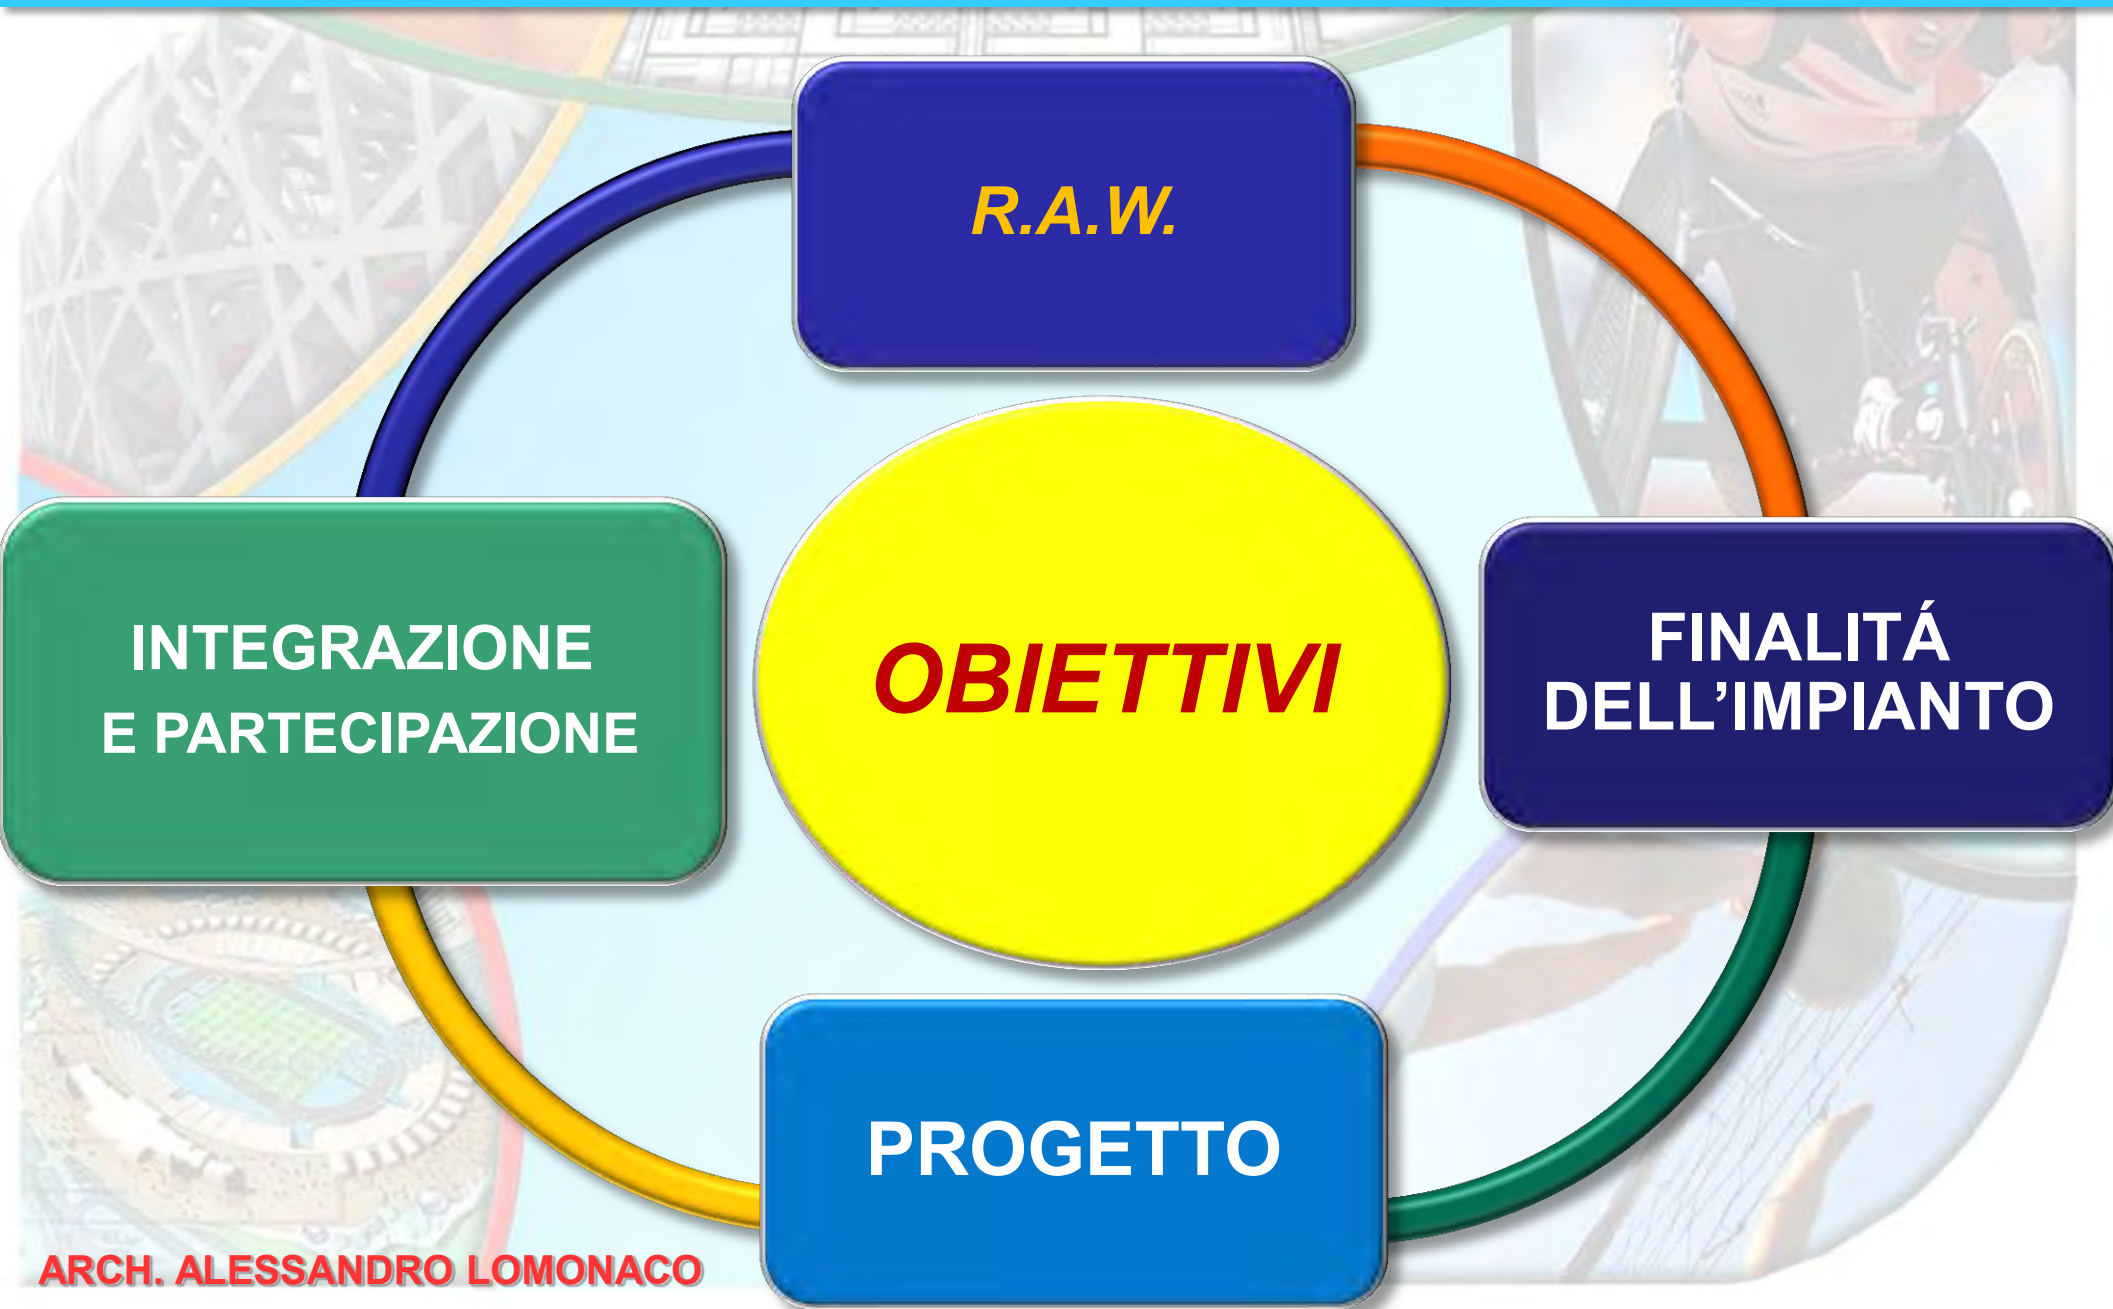 R.A.W.
INTEGRAZIONE
E PARTECIPAZIONE
OBIETTIVI
FINALITÁ
DELL’IMPIANTO
PROGETTO
ARCH. ALESSANDRO LOMONACO